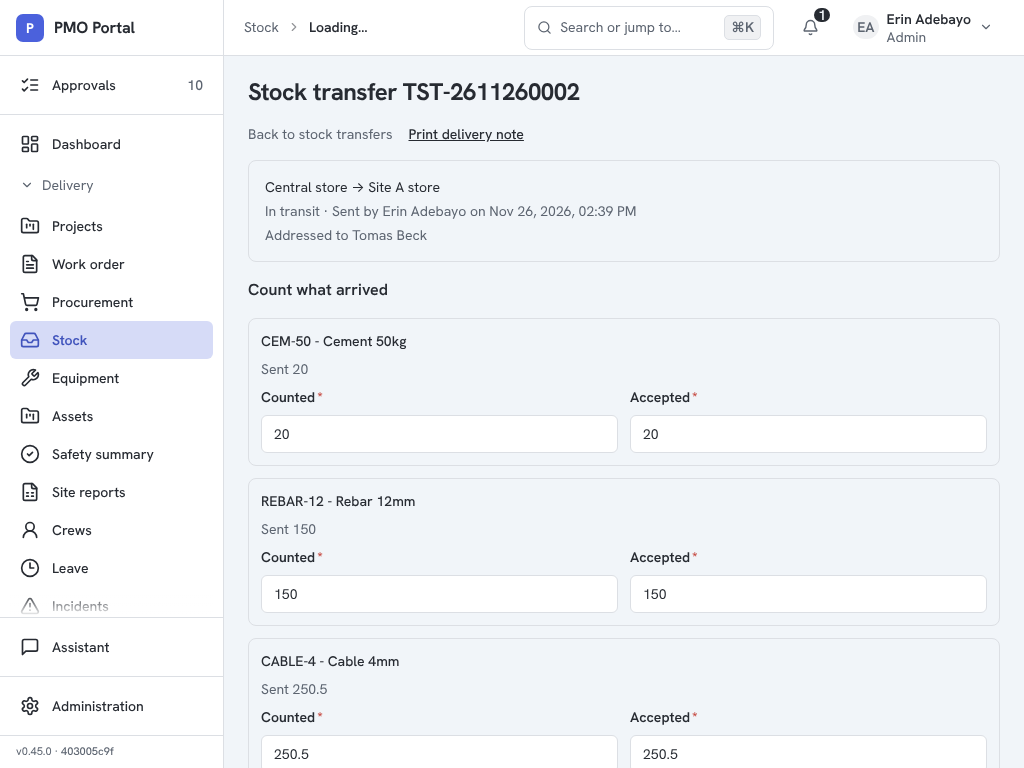 P PMO Portal
Stock > Loading...
Search or jump to... ⌘K
1
EA
Erin Adebayo
Admin
Approvals 10
Dashboard
Delivery
Projects
Work order
Procurement
Stock
Equipment
Assets
Safety summary
Site reports
Crews
Leave
Incidents
Assistant
Administration
v0.45.0 · 403005c9f
Stock transfer TST-2611260002
Back to stock transfers Print delivery note
Central store → Site A store
In transit · Sent by Erin Adebayo on Nov 26, 2026, 02:39 PM
Addressed to Tomas Beck
Count what arrived
CEM-50 - Cement 50kg
Sent 20
Counted * Accepted *
20 20
REBAR-12 - Rebar 12mm
Sent 150
Counted * Accepted *
150 150
CABLE-4 - Cable 4mm
Sent 250.5
Counted * Accepted *
250.5 250.5